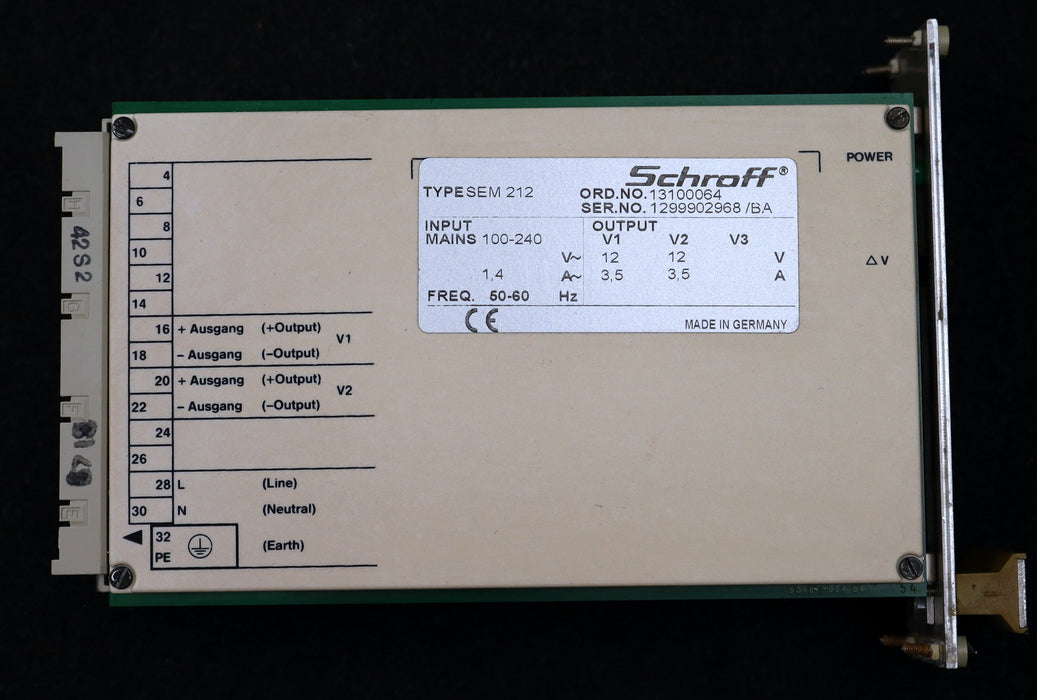 POWER
△V
Schroff®
TYPE SEM 212 ORD.NO. 13100064
SER.NO. 1299902968 /BA
INPUT OUTPUT
MAINS 100-240 V1 V2 V3
V~ 12 12 V
1,4 A~ 3,5 3,5 A
FREQ. 50-60 Hz
CE MADE IN GERMANY
4
6
8
10
12
14
16 + Ausgang (+Output)
V1
18 – Ausgang (–Output)
20 + Ausgang (+Output)
V2
22 – Ausgang (–Output)
24
26
28 L (Line)
30 N (Neutral)
32
PE (Earth)
42S2
54